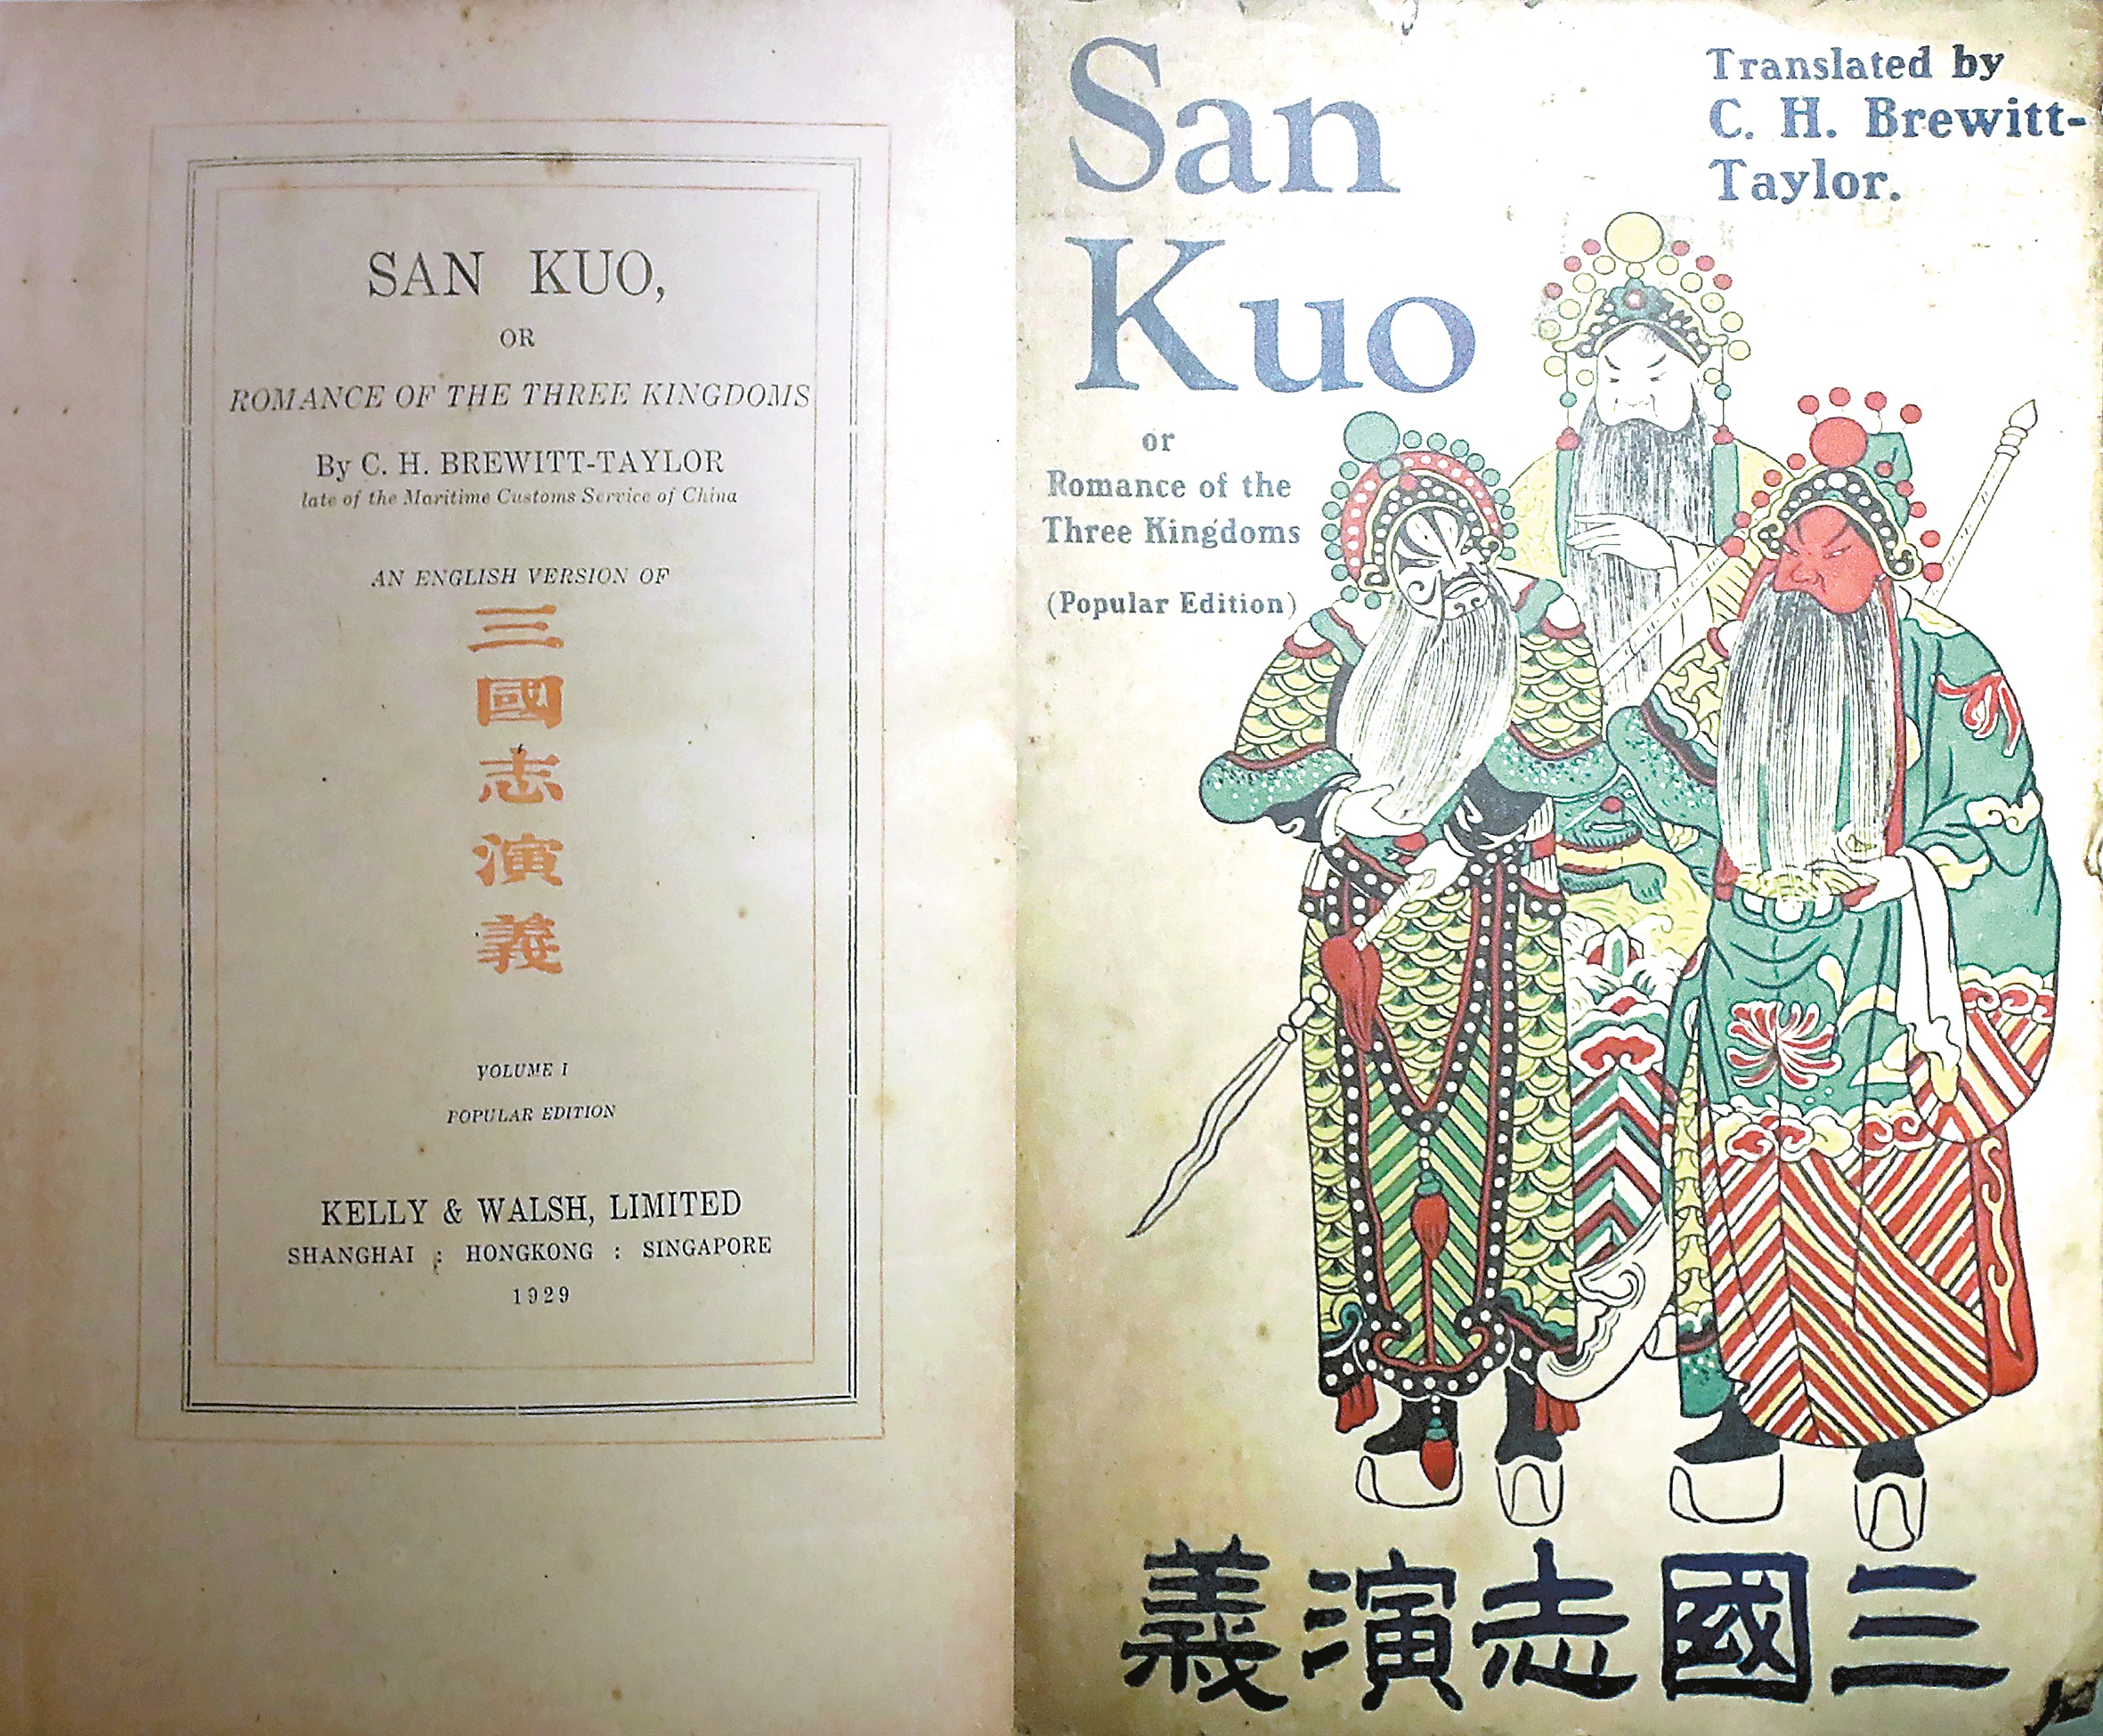 SAN KUO,
OR
ROMANCE OF THE THREE KINGDOMS
By C. H. BREWITT-TAYLOR
late of the Maritime Customs Service of China
AN ENGLISH VERSION OF
三國志演義
VOLUME I
POPULAR EDITION
KELLY & WALSH, LIMITED
SHANGHAI : HONGKONG : SINGAPORE
1929
San
Kuo
or
Romance of the
Three Kingdoms
(Popular Edition)
Translated by
C. H. Brewitt-
Taylor.
三國志演義